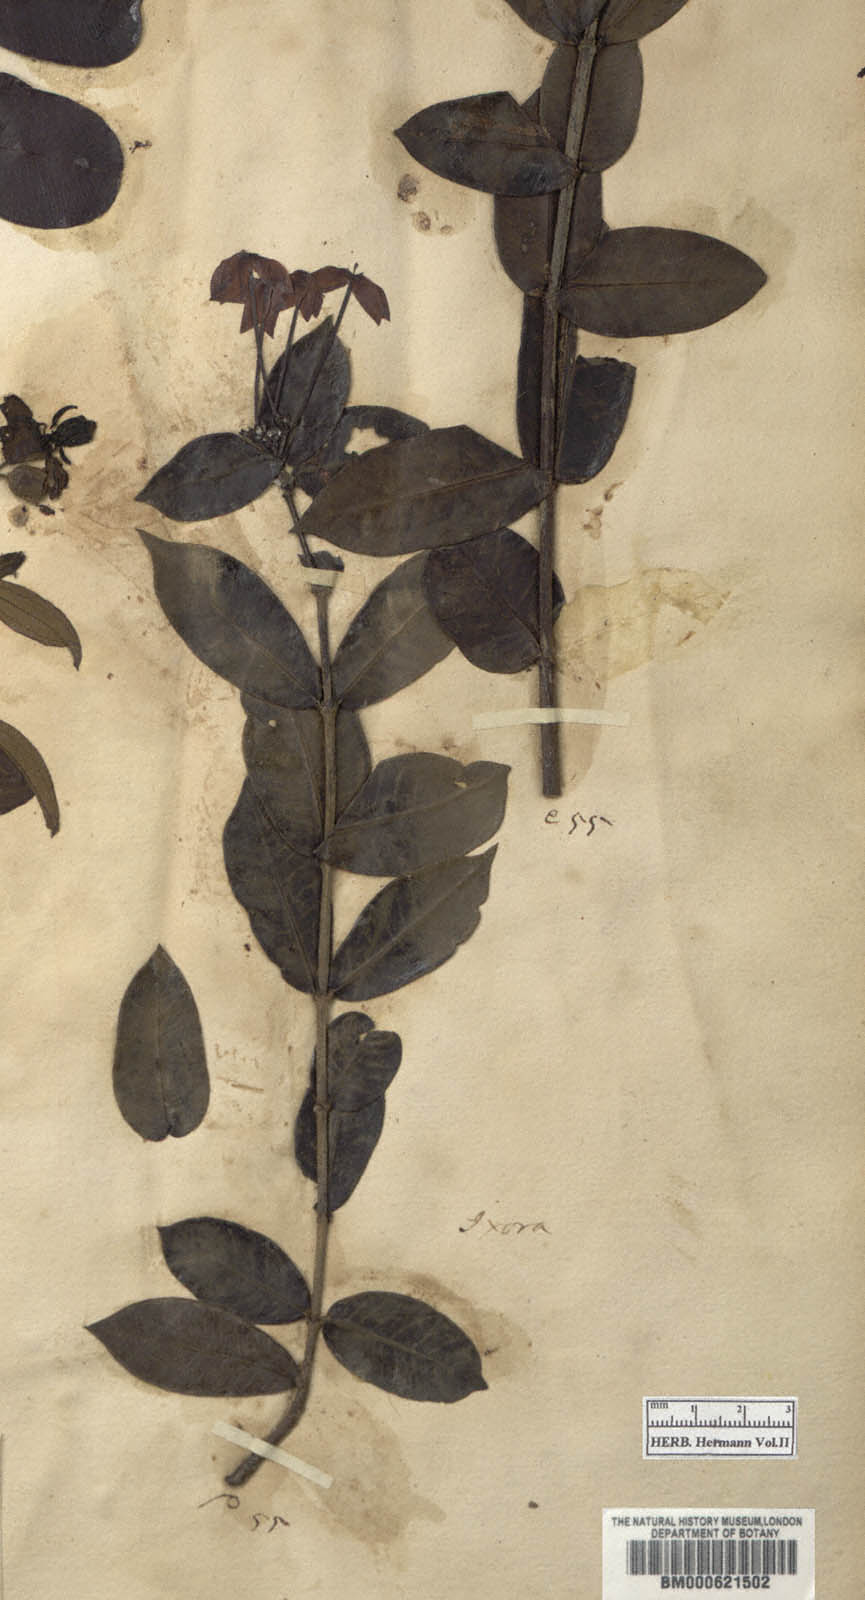 e 55
Ixora
mm 1 2 3
HERB. Hermann Vol.II
55
THE NATURAL HISTORY MUSEUM,LONDON
DEPARTMENT OF BOTANY
BM000621502